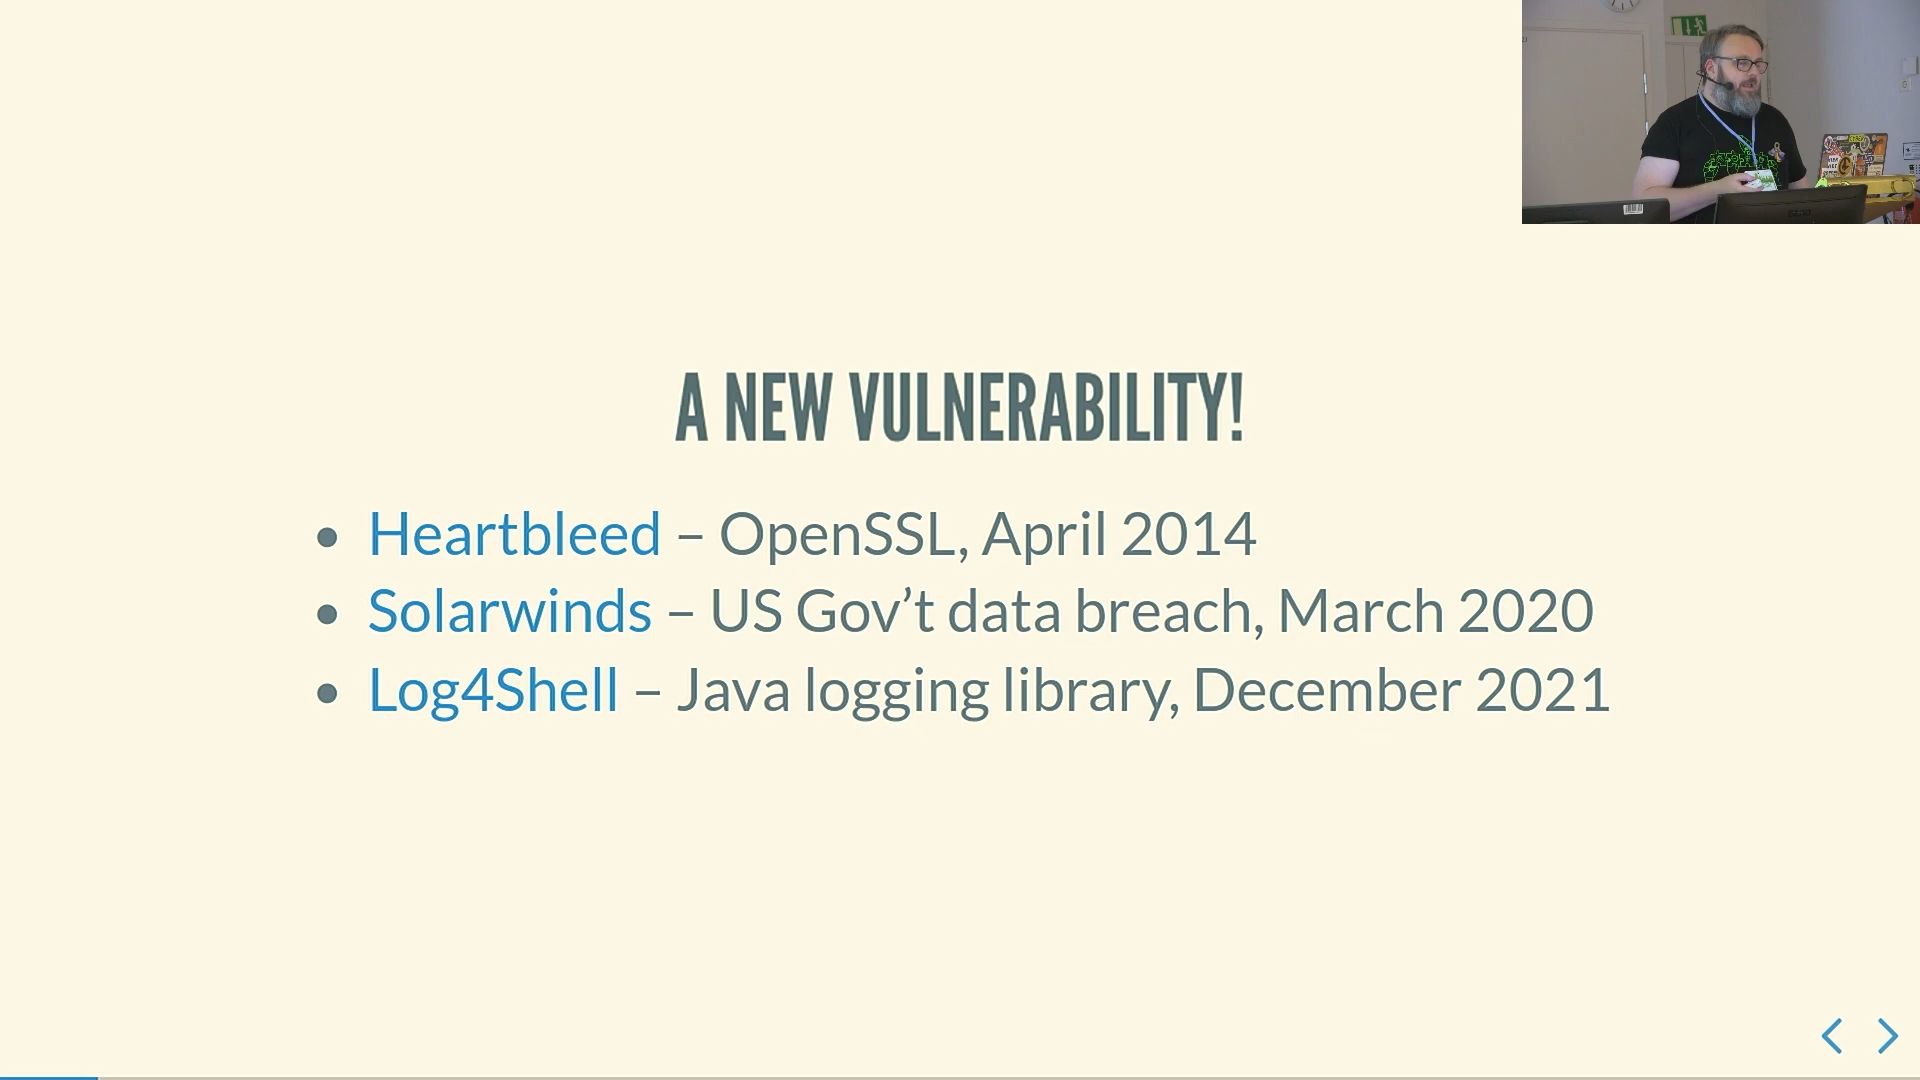 A NEW VULNERABILITY!
Heartbleed – OpenSSL, April 2014
Solarwinds – US Gov’t data breach, March 2020
Log4Shell – Java logging library, December 2021